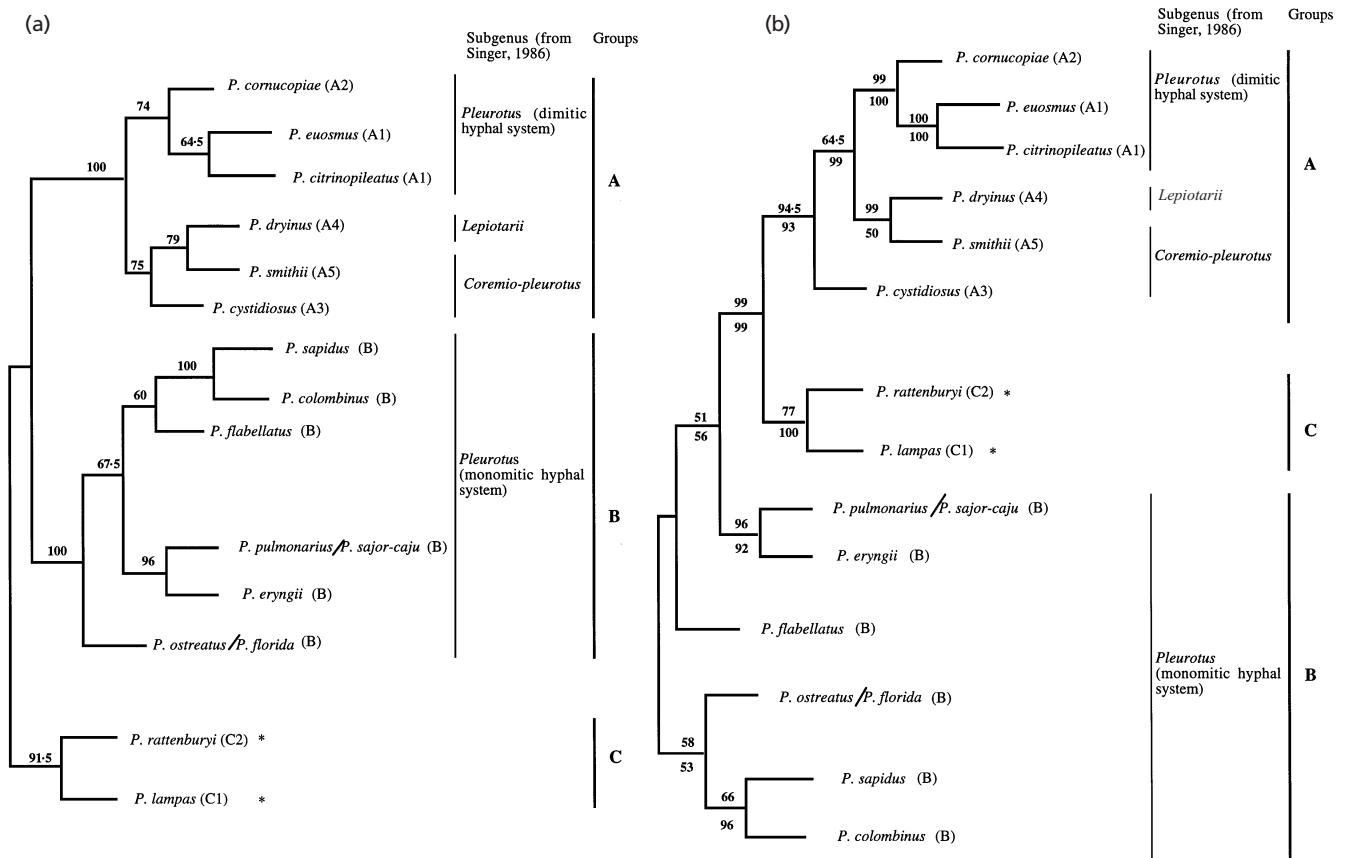 (a)
Subgenus (from
Singer, 1986)
Groups
74
P. cornucopiae (A2)
64·5
P. euosmus (A1)
P. citrinopileatus (A1)
100
Pleurotus (dimitic
hyphal system)
A
P. dryinus (A4)
79
75
P. smithii (A5)
P. cystidiosus (A3)
Lepiotarii
Coremio-pleurotus
P. sapidus (B)
100
P. colombinus (B)
60
P. flabellatus (B)
67·5
Pleurotus
(monomitic hyphal
system)
B
100
96
P. pulmonarius/P. sajor-caju (B)
P. eryngii (B)
P. ostreatus/P. florida (B)
P. rattenburyi (C2) *
91·5
P. lampas (C1) *
C
(b)
Subgenus (from
Singer, 1986)
Groups
P. cornucopiae (A2)
99
100
P. euosmus (A1)
100
100
P. citrinopileatus (A1)
Pleurotus (dimitic
hyphal system)
64·5
99
A
P. dryinus (A4)
99
50
P. smithii (A5)
Lepiotarii
Coremio-pleurotus
94·5
93
P. cystidiosus (A3)
99
99
P. rattenburyi (C2) *
77
100
P. lampas (C1) *
C
51
56
P. pulmonarius/P. sajor-caju (B)
96
92
P. eryngii (B)
P. flabellatus (B)
Pleurotus
(monomitic hyphal
system)
B
P. ostreatus/P. florida (B)
58
53
P. sapidus (B)
66
96
P. colombinus (B)